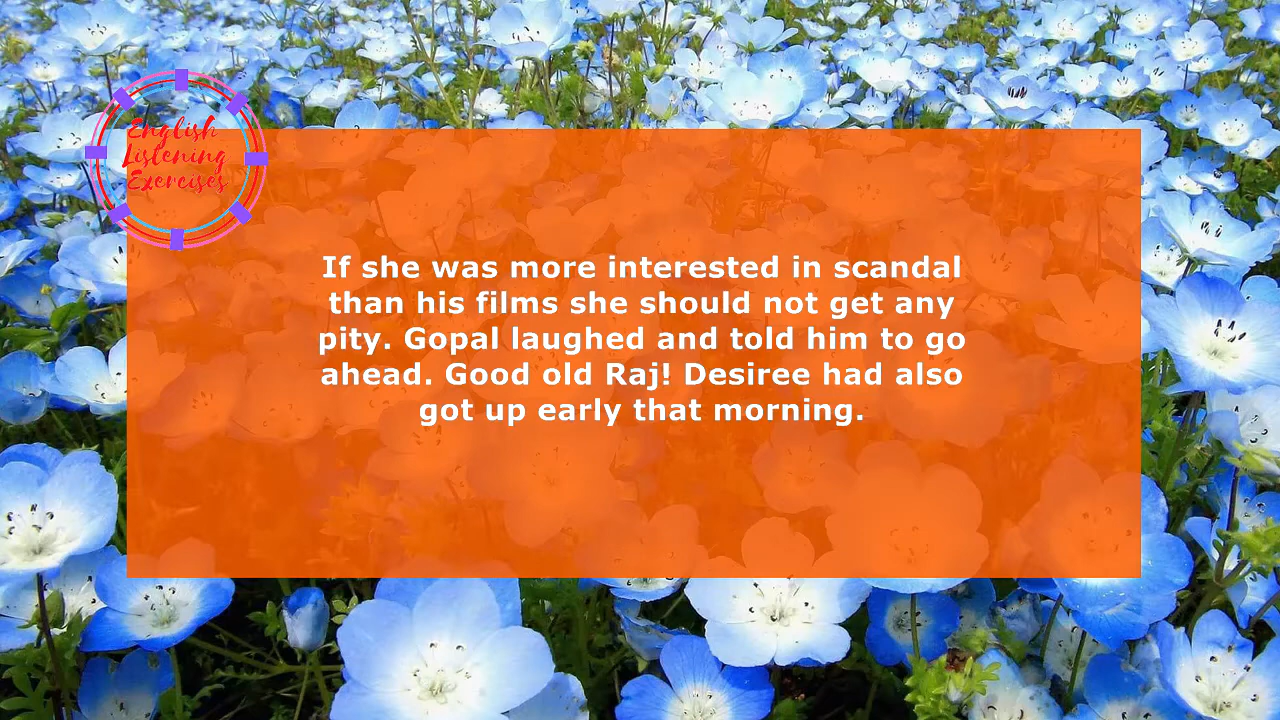 English
Listening
Exercises
If she was more interested in scandal
than his films she should not get any
pity. Gopal laughed and told him to go
ahead. Good old Raj! Desiree had also
got up early that morning.